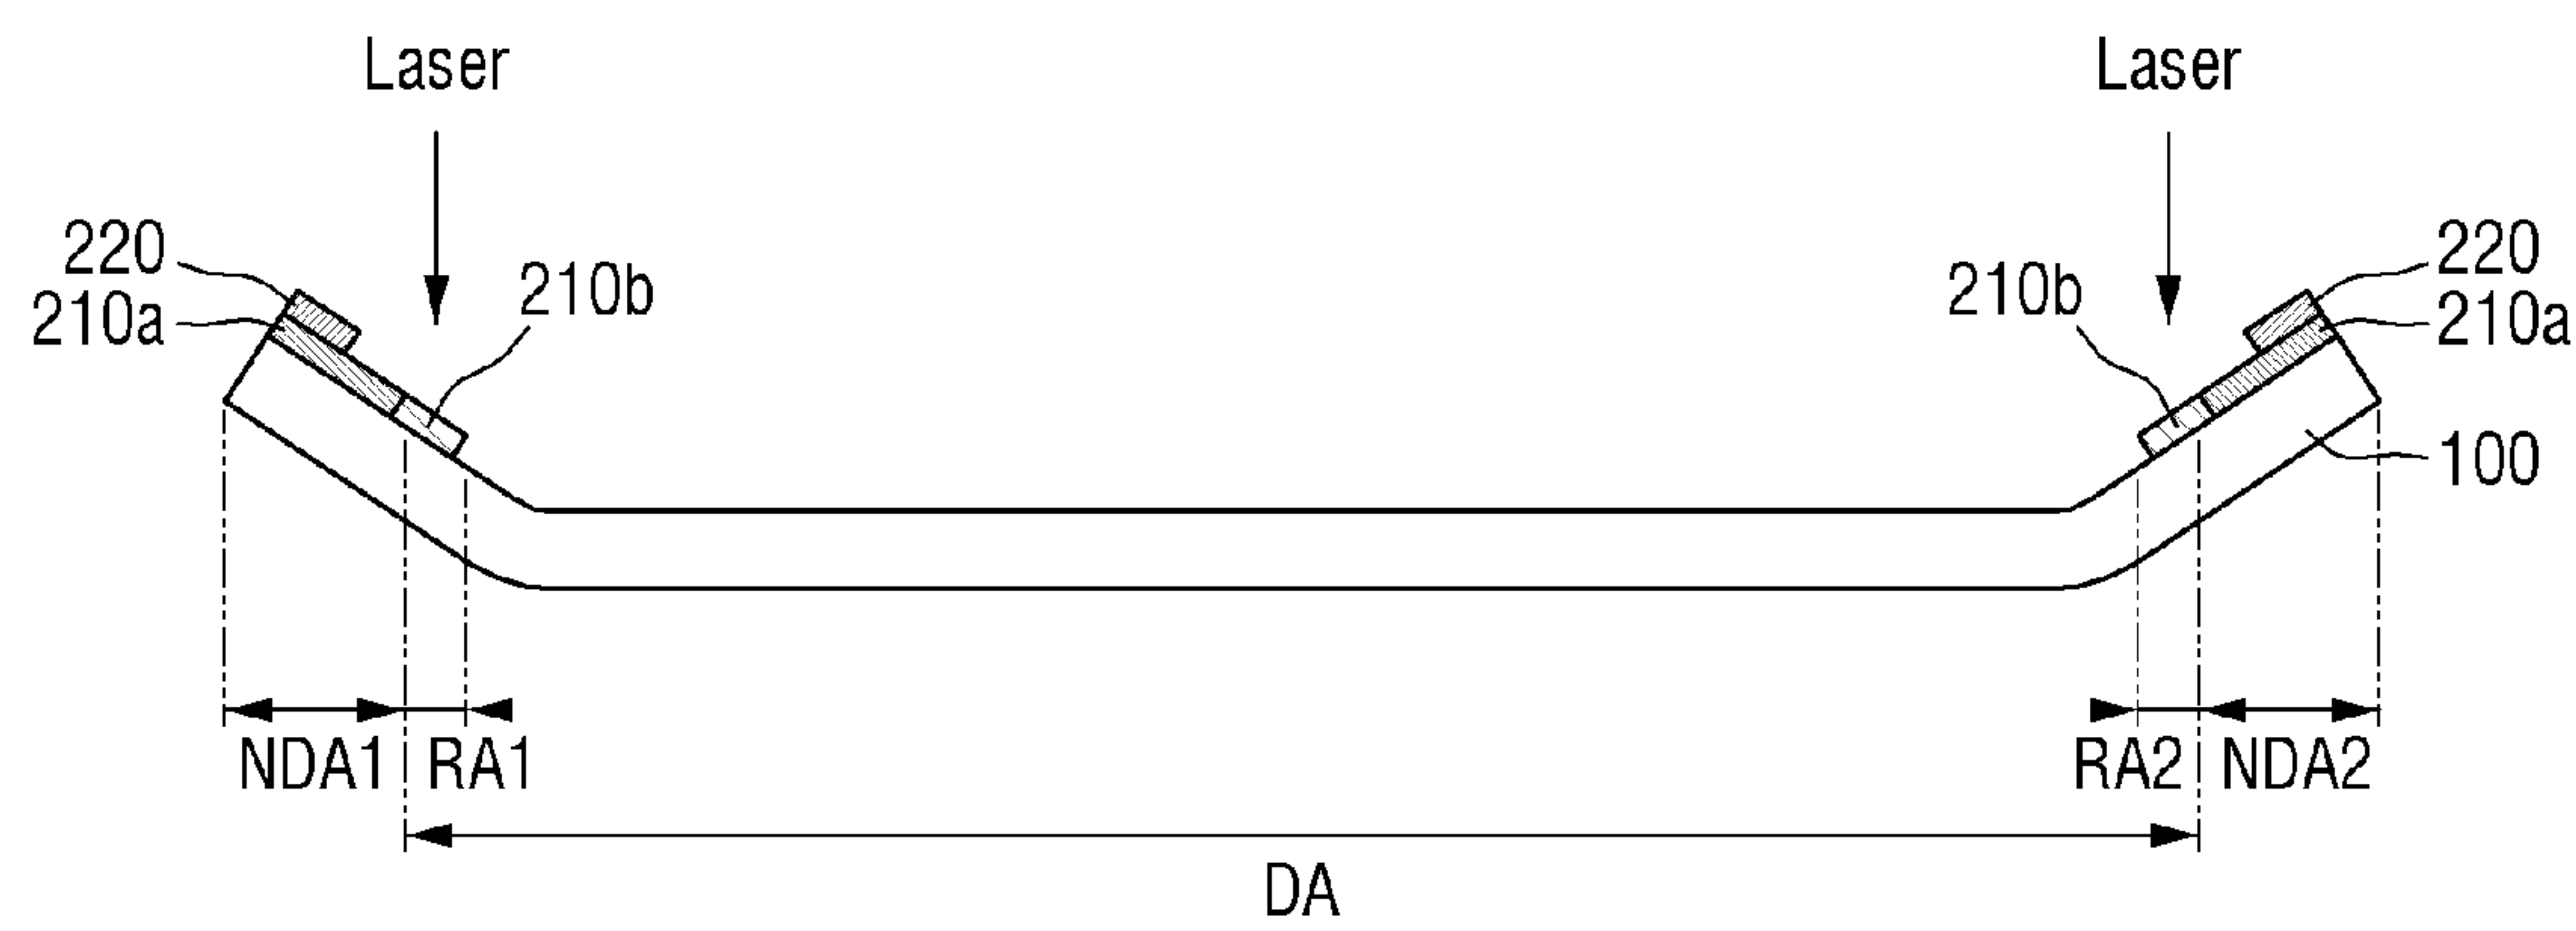 Laser Laser
220 210b 210b 220
210a 210a
100
NDA1 RA1 RA2 NDA2
DA